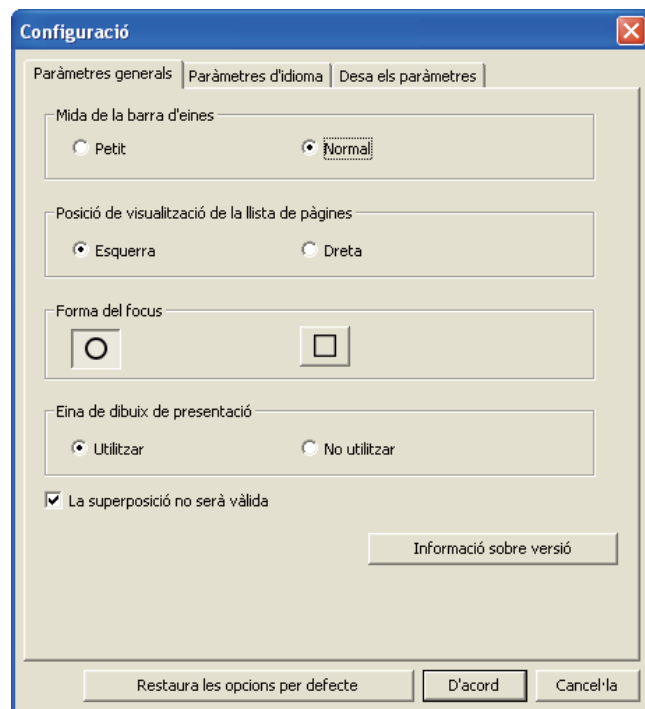 Configuració
Paràmetres generals Paràmetres d'idioma Desa els paràmetres
Mida de la barra d'eines
Petit Normal
Posició de visualització de la llista de pàgines
Esquerra Dreta
Forma del focus
Eina de dibuix de presentació
Utilitzar No utilitzar
La superposició no serà vàlida
Informació sobre versió
Restaura les opcions per defecte D'acord Cancel·la